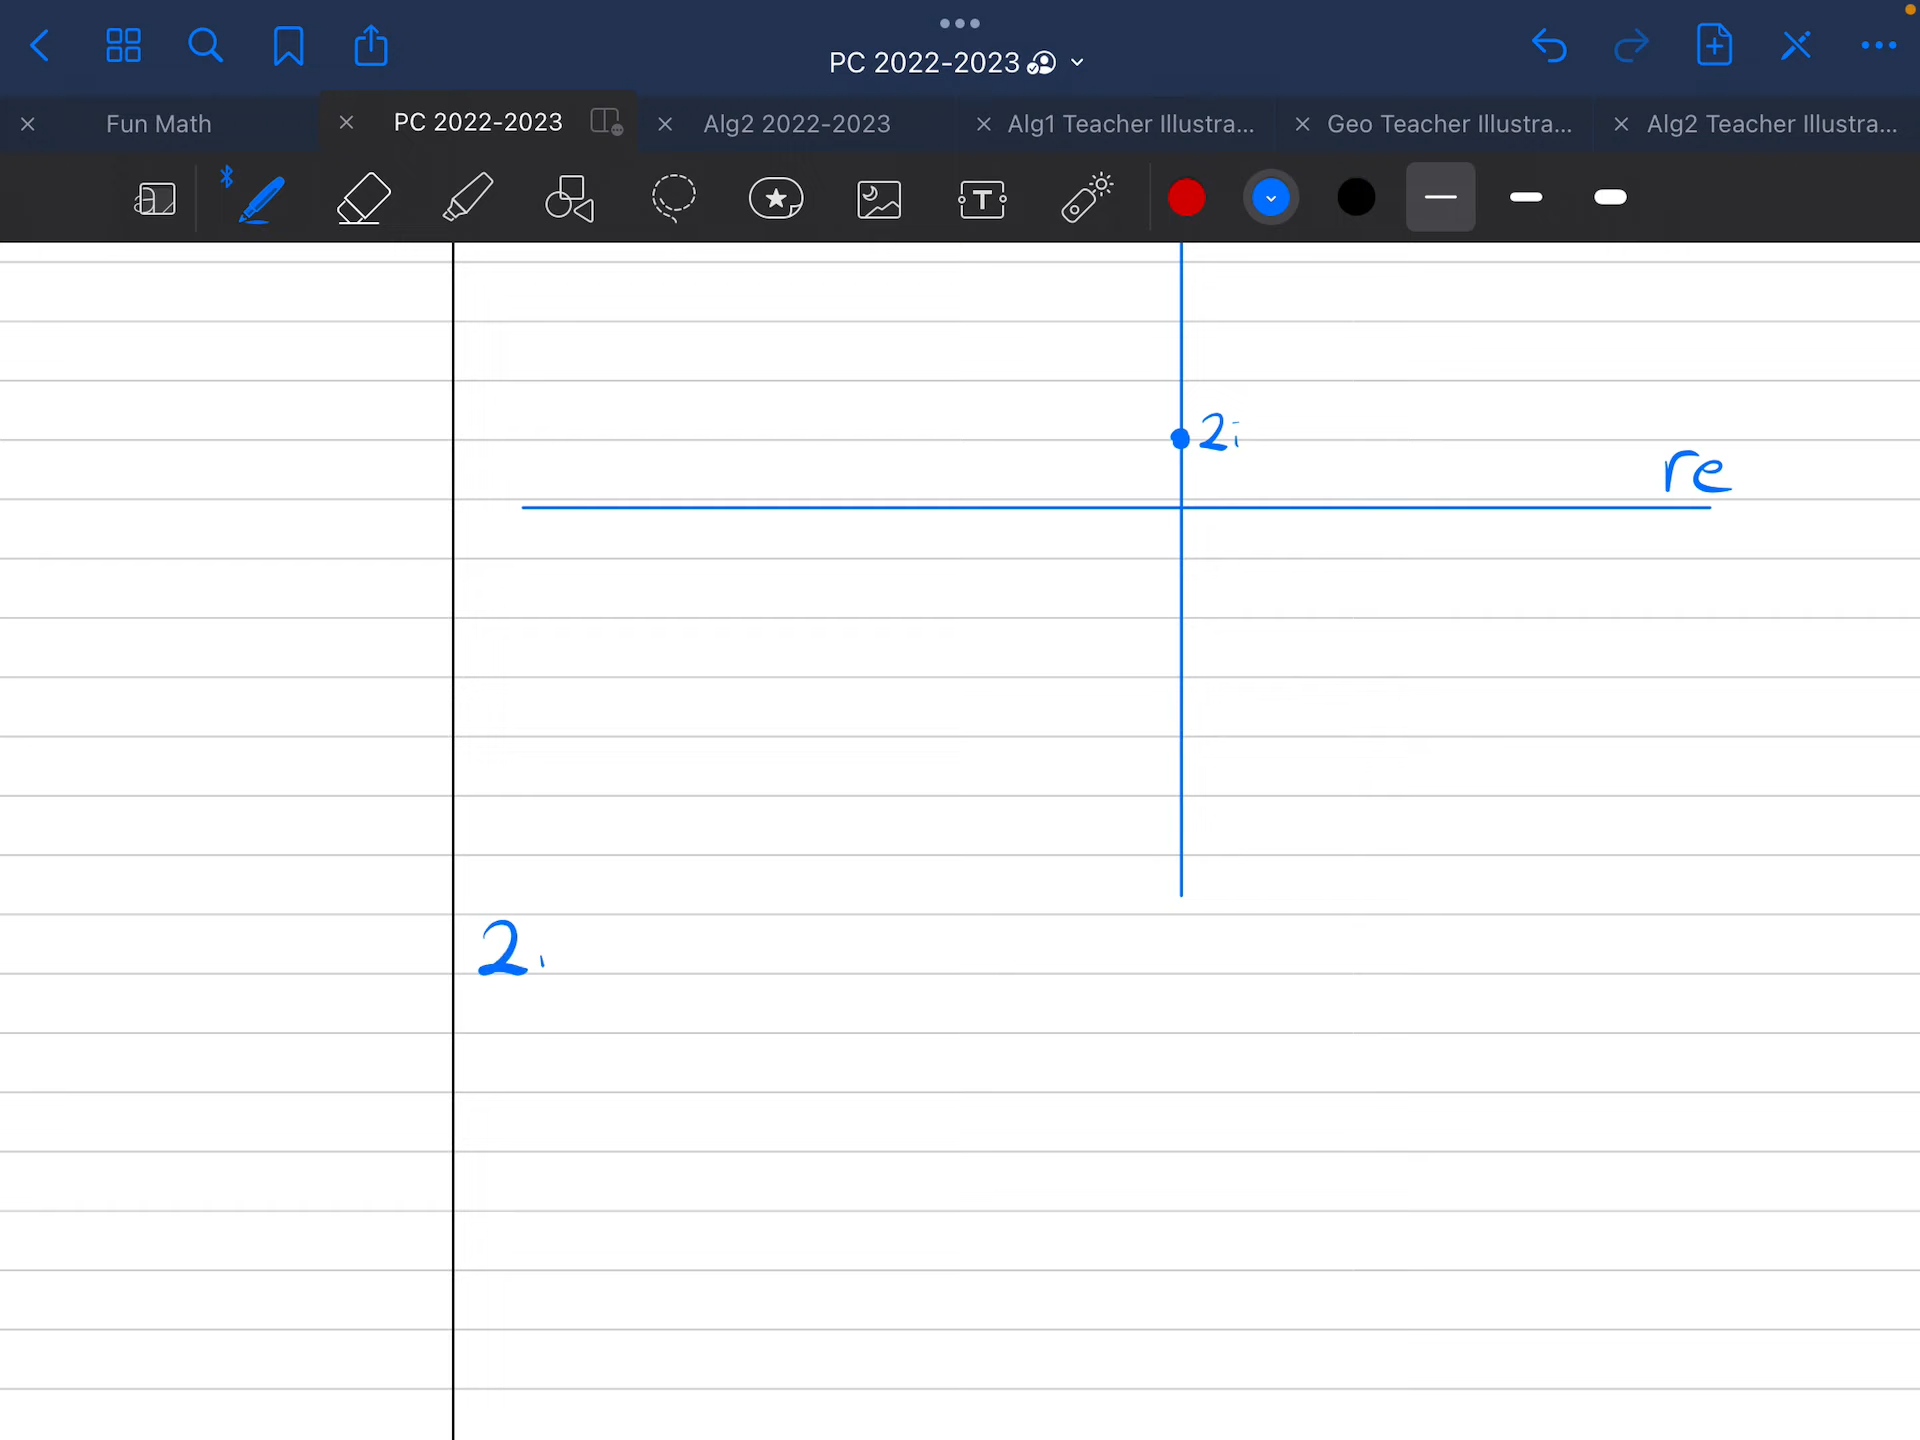 PC 2022-2023
Fun Math
PC 2022-2023
Alg2 2022-2023
Alg1 Teacher Illustra...
Geo Teacher Illustra...
Alg2 Teacher Illustra...
2i
re
2.